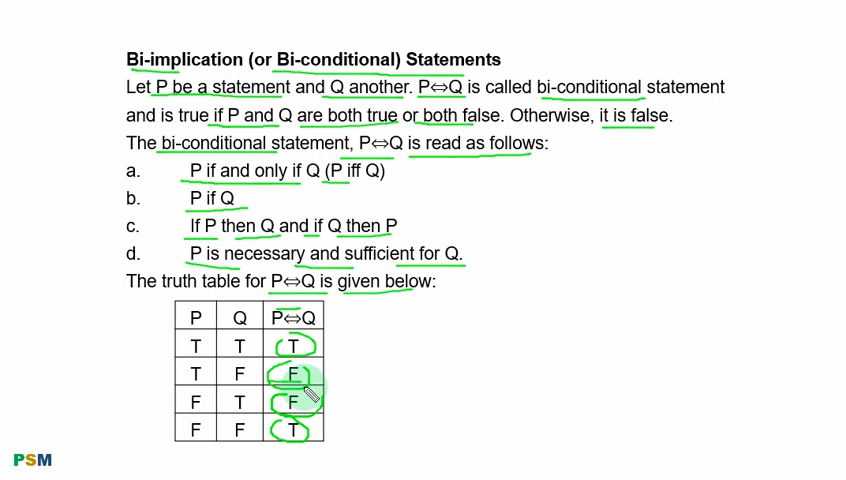 Bi-implication (or Bi-conditional) Statements
Let P be a statement and Q another. P⇔Q is called bi-conditional statement
and is true if P and Q are both true or both false. Otherwise, it is false.
The bi-conditional statement, P⇔Q is read as follows:
a. P if and only if Q (P iff Q)
b. P if Q
c. If P then Q and if Q then P
d. P is necessary and sufficient for Q.
The truth table for P⇔Q is given below:
P Q P⇔Q
T T T
T F F
F T F
F F T
PSM